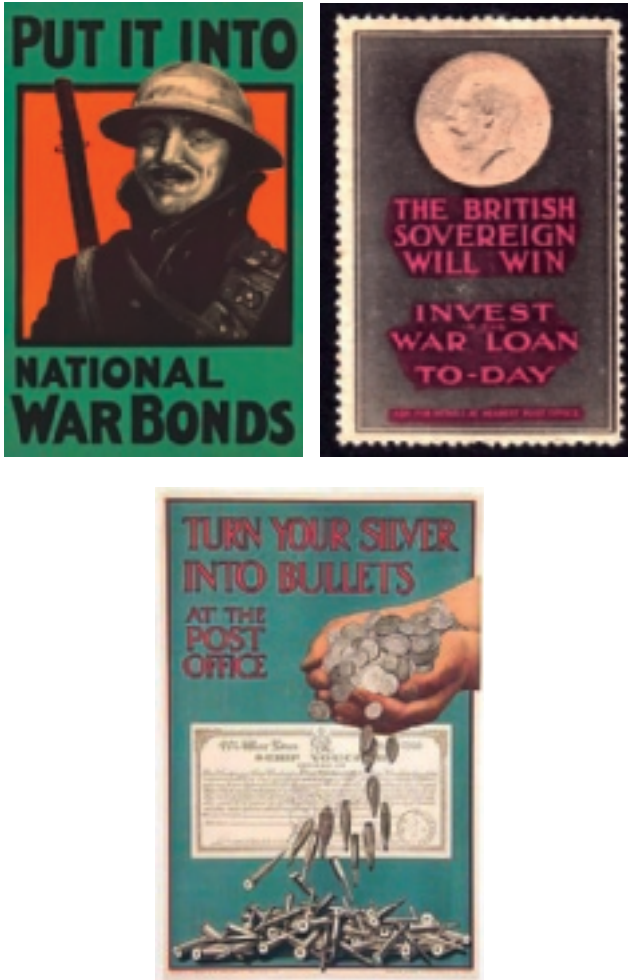 PUT IT INTO
NATIONAL
WAR BONDS
THE BRITISH
SOVEREIGN
WILL WIN
INVEST
WAR LOAN
TO-DAY
TURN YOUR SILVER
INTO BULLETS
AT THE
POST
OFFICE